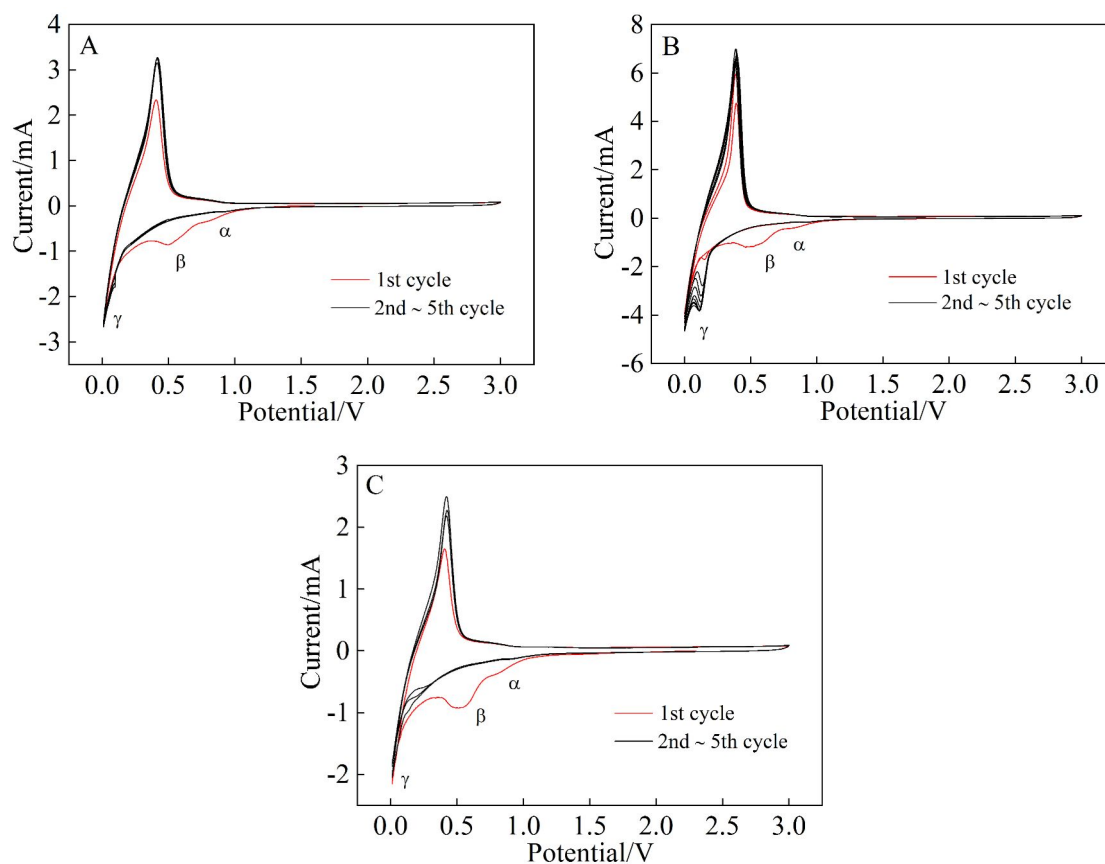 A
Current/mA
4
3
2
1
0
-1
-2
-3
α
β
γ
1st cycle
2nd ~ 5th cycle
0.0 0.5 1.0 1.5 2.0 2.5 3.0
Potential/V
B
Current/mA
8
6
4
2
0
-2
-4
-6
α
β
γ
1st cycle
2nd ~ 5th cycle
0.0 0.5 1.0 1.5 2.0 2.5 3.0
Potential/V
C
Current/mA
3
2
1
0
-1
-2
α
β
γ
1st cycle
2nd ~ 5th cycle
0.0 0.5 1.0 1.5 2.0 2.5 3.0
Potential/V